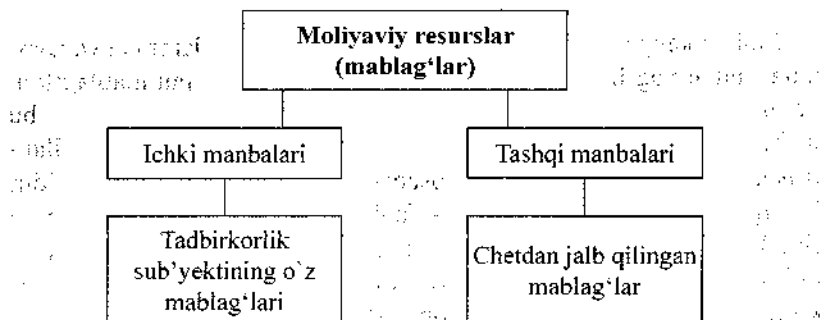 Moliyaviy resurslar
(mablag‘lar)
Ichki manbalari
Tashqi manbalari
Tadbirkorlik
sub’yektining o`z
mablag‘lari
Chetdan jalb qilingan
mablag‘lar